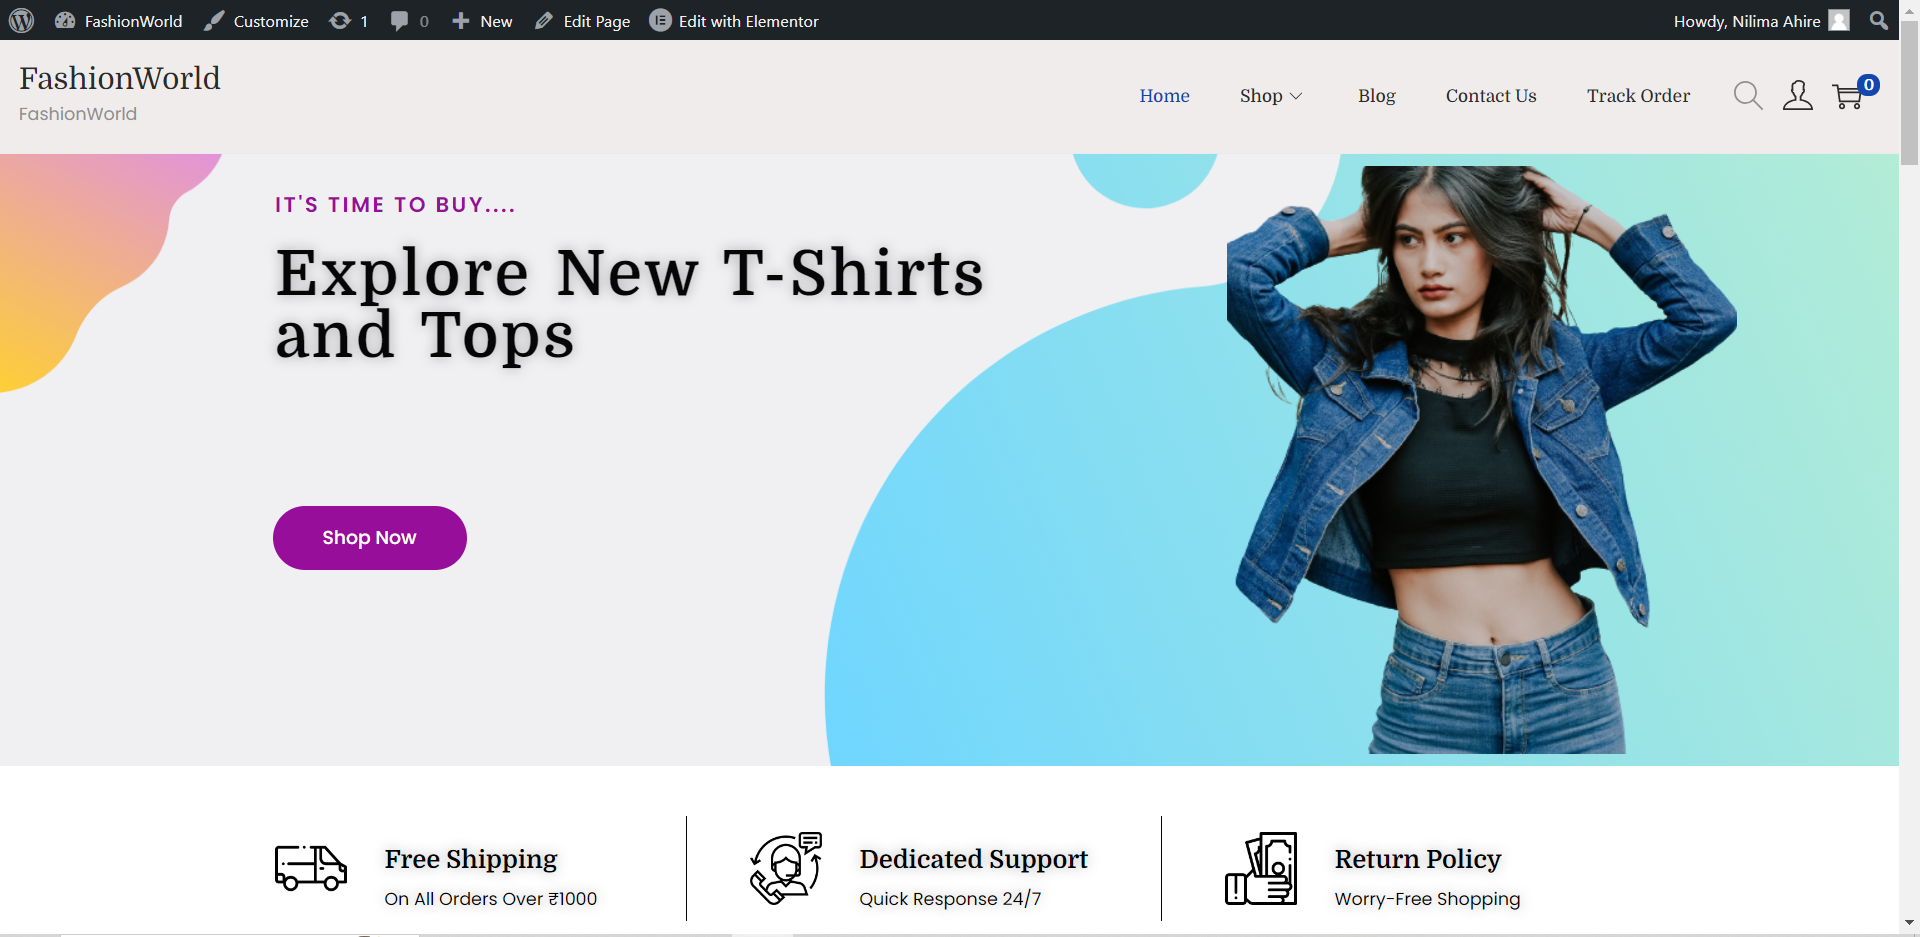 FashionWorld
Customize
1
0
New
Edit Page
Edit with Elementor
Howdy, Nilima Ahire
FashionWorld
FashionWorld
Home
Shop
Blog
Contact Us
Track Order
0
IT'S TIME TO BUY....
Explore New T-Shirts
and Tops
Shop Now
Free Shipping
On All Orders Over ₹1000
Dedicated Support
Quick Response 24/7
Return Policy
Worry-Free Shopping